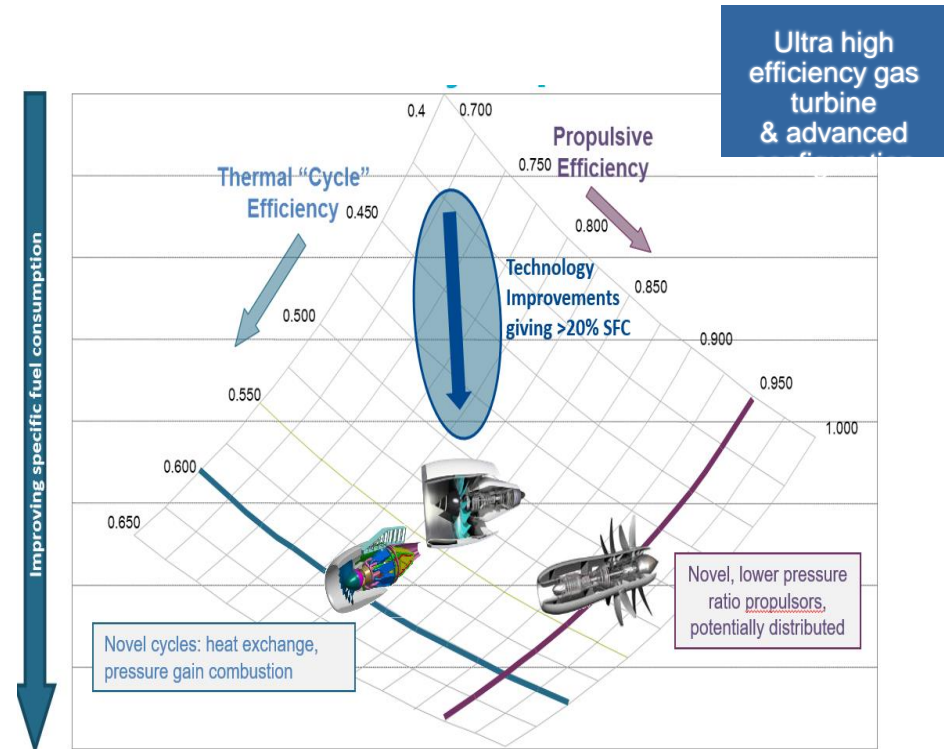 Ultra high
efficiency gas
turbine
& advanced
Improving specific fuel consumption
0.4
0.700
Propulsive
Efficiency
0.750
Thermal “Cycle”
Efficiency
0.450
0.800
Technology
Improvements
giving >20% SFC
0.850
0.500
0.900
0.550
0.950
1.000
0.600
0.650
Novel, lower pressure
ratio propulsors,
potentially distributed
Novel cycles: heat exchange,
pressure gain combustion